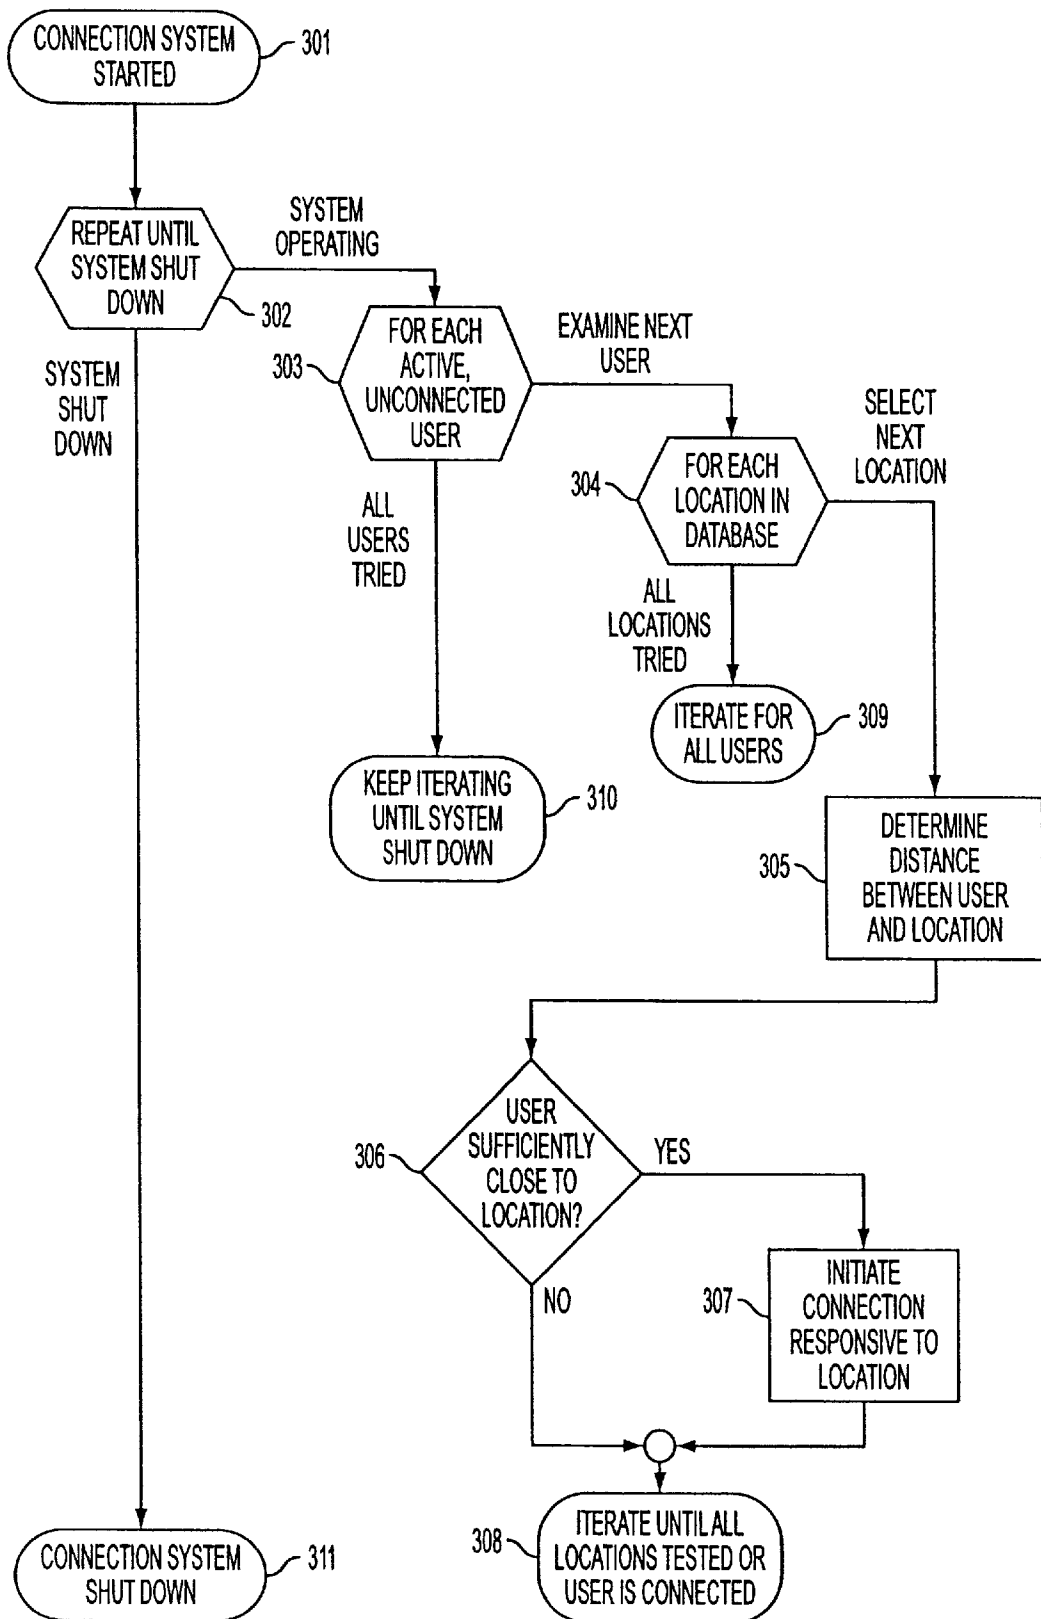 CONNECTION SYSTEM
STARTED
301
REPEAT UNTIL
SYSTEM SHUT
DOWN
302
SYSTEM
OPERATING
SYSTEM
SHUT
DOWN
FOR EACH
ACTIVE,
UNCONNECTED
USER
303
EXAMINE NEXT
USER
ALL
USERS
TRIED
FOR EACH
LOCATION IN
DATABASE
304
SELECT
NEXT
LOCATION
ALL
LOCATIONS
TRIED
ITERATE FOR
ALL USERS
309
KEEP ITERATING
UNTIL SYSTEM
SHUT DOWN
310
DETERMINE
DISTANCE
BETWEEN USER
AND LOCATION
305
USER
SUFFICIENTLY
CLOSE TO
LOCATION?
306
YES
NO
INITIATE
CONNECTION
RESPONSIVE TO
LOCATION
307
ITERATE UNTIL ALL
LOCATIONS TESTED OR
USER IS CONNECTED
308
CONNECTION SYSTEM
SHUT DOWN
311